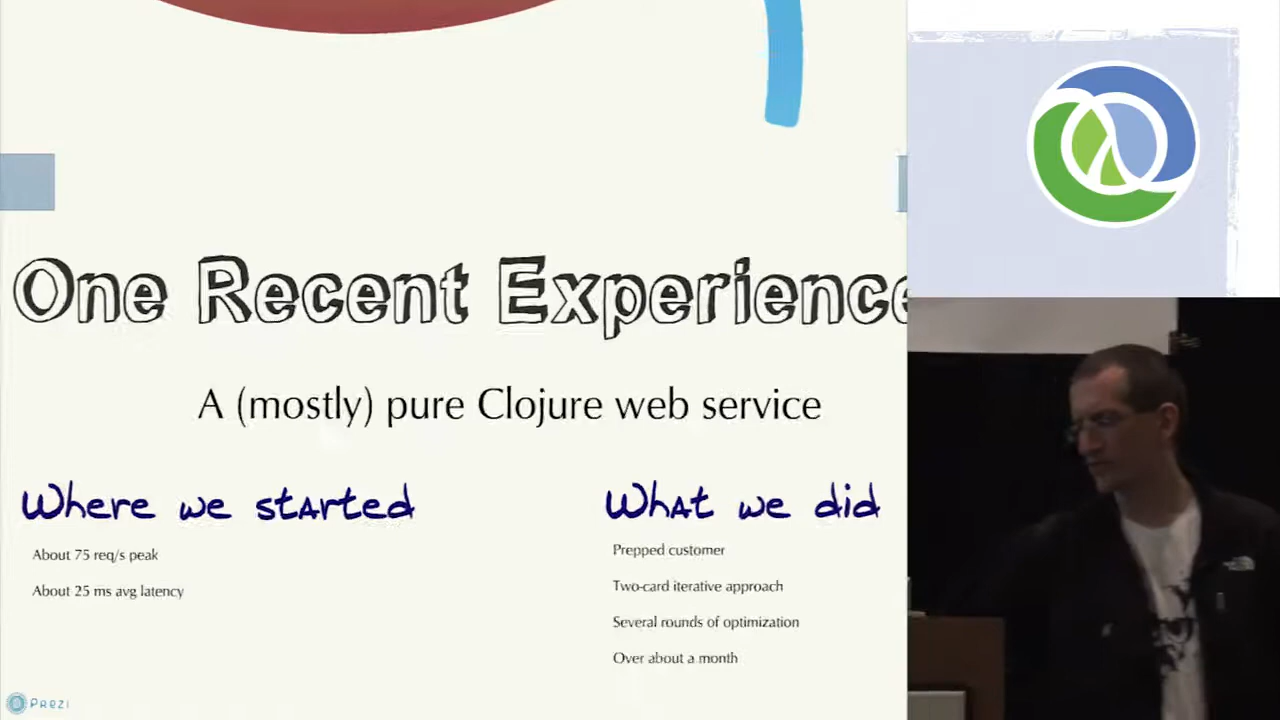 One Recent Experience
A (mostly) pure Clojure web service
Where we started
About 75 req/s peak
About 25 ms avg latency
What we did
Prepped customer
Two-card iterative approach
Several rounds of optimization
Over about a month
Prezi